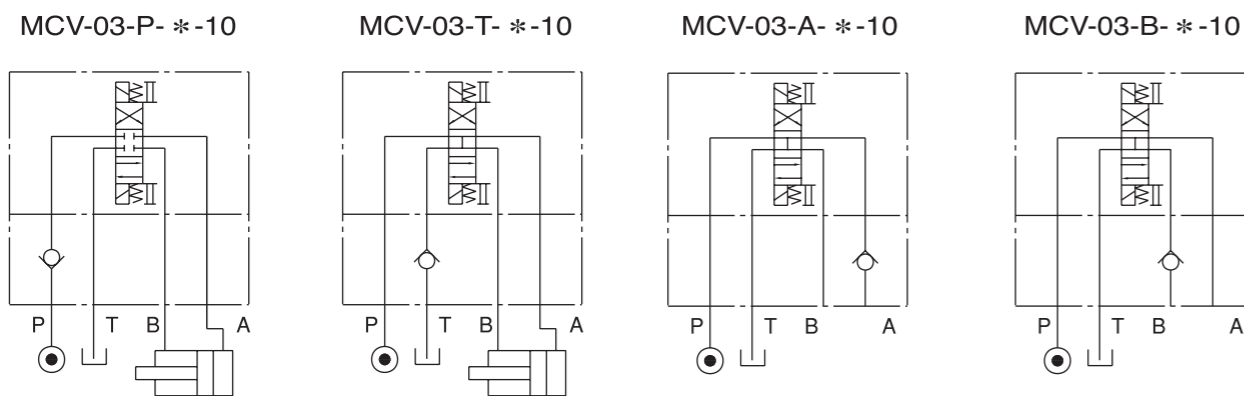 MCV-03-P- *-10 MCV-03-T- *-10 MCV-03-A- *-10 MCV-03-B- *-10
P T B A P T B A P T B A P T B A